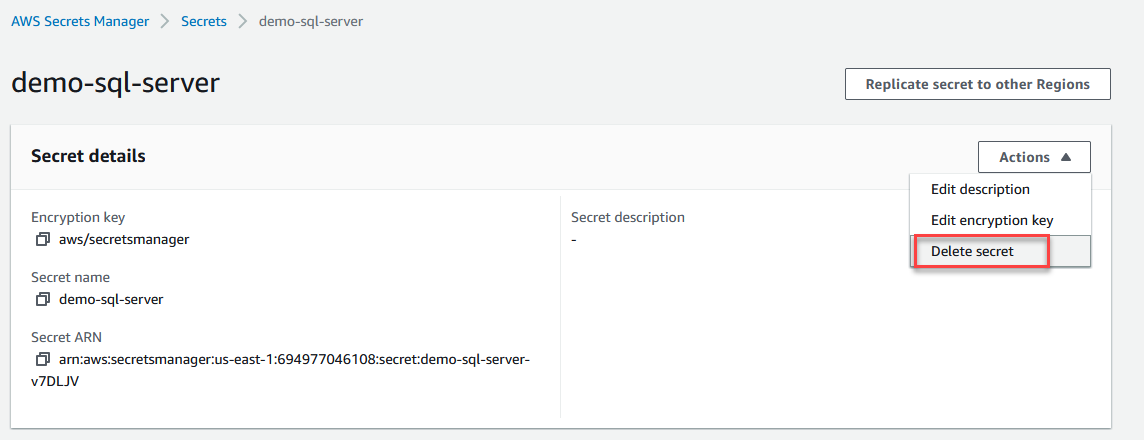 AWS Secrets Manager > Secrets > demo-sql-server
demo-sql-server
Replicate secret to other Regions
Secret details
Actions
Edit description
Edit encryption key
Delete secret
Encryption key
aws/secretsmanager
Secret name
demo-sql-server
Secret ARN
arn:aws:secretsmanager:us-east-1:694977046108:secret:demo-sql-server-
v7DLJV
Secret description
-